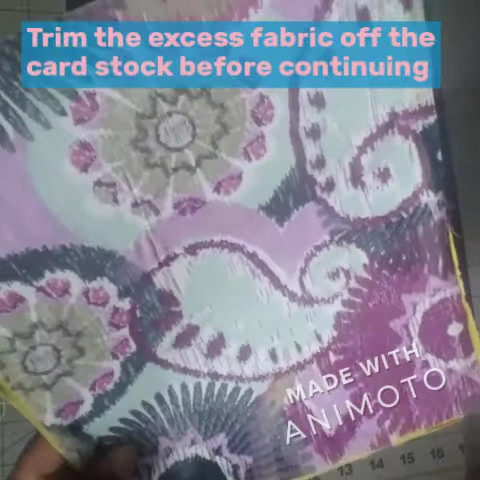 Trim the excess fabric off the
card stock before continuing
MADE WITH
ANIMOTO
13 14 15 16